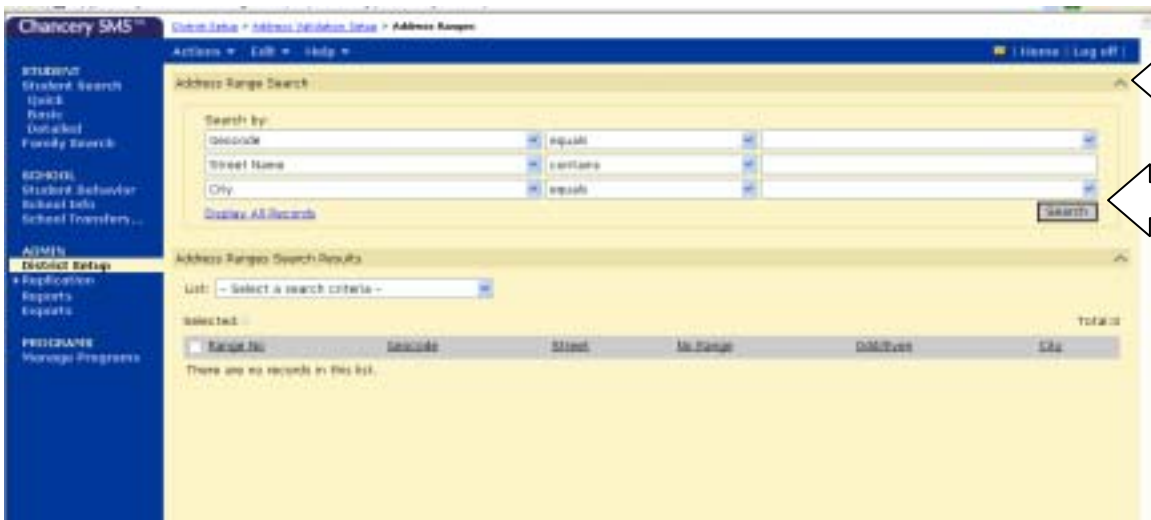 Chancery SMS™
District Setup > Address Validation Setup > Address Ranges
Actions Edit Help
| Home | Log off |
STUDENT
Student Search
Quick
Basic
Detailed
Family Search
SCHOOL
Student Behavior
School Info
School Transfers...
ADMIN
District Setup
Replication
Reports
Exports
PROGRAMS
Manage Programs
Address Range Search
Search by:
Geocode equals
Street Name contains
City equals
Display All Records
Search
Address Ranges Search Results
List: - Select a search criteria -
Selected:
Total:0
Range No Geocode Street No Range Odd/Even City
There are no records in this list.